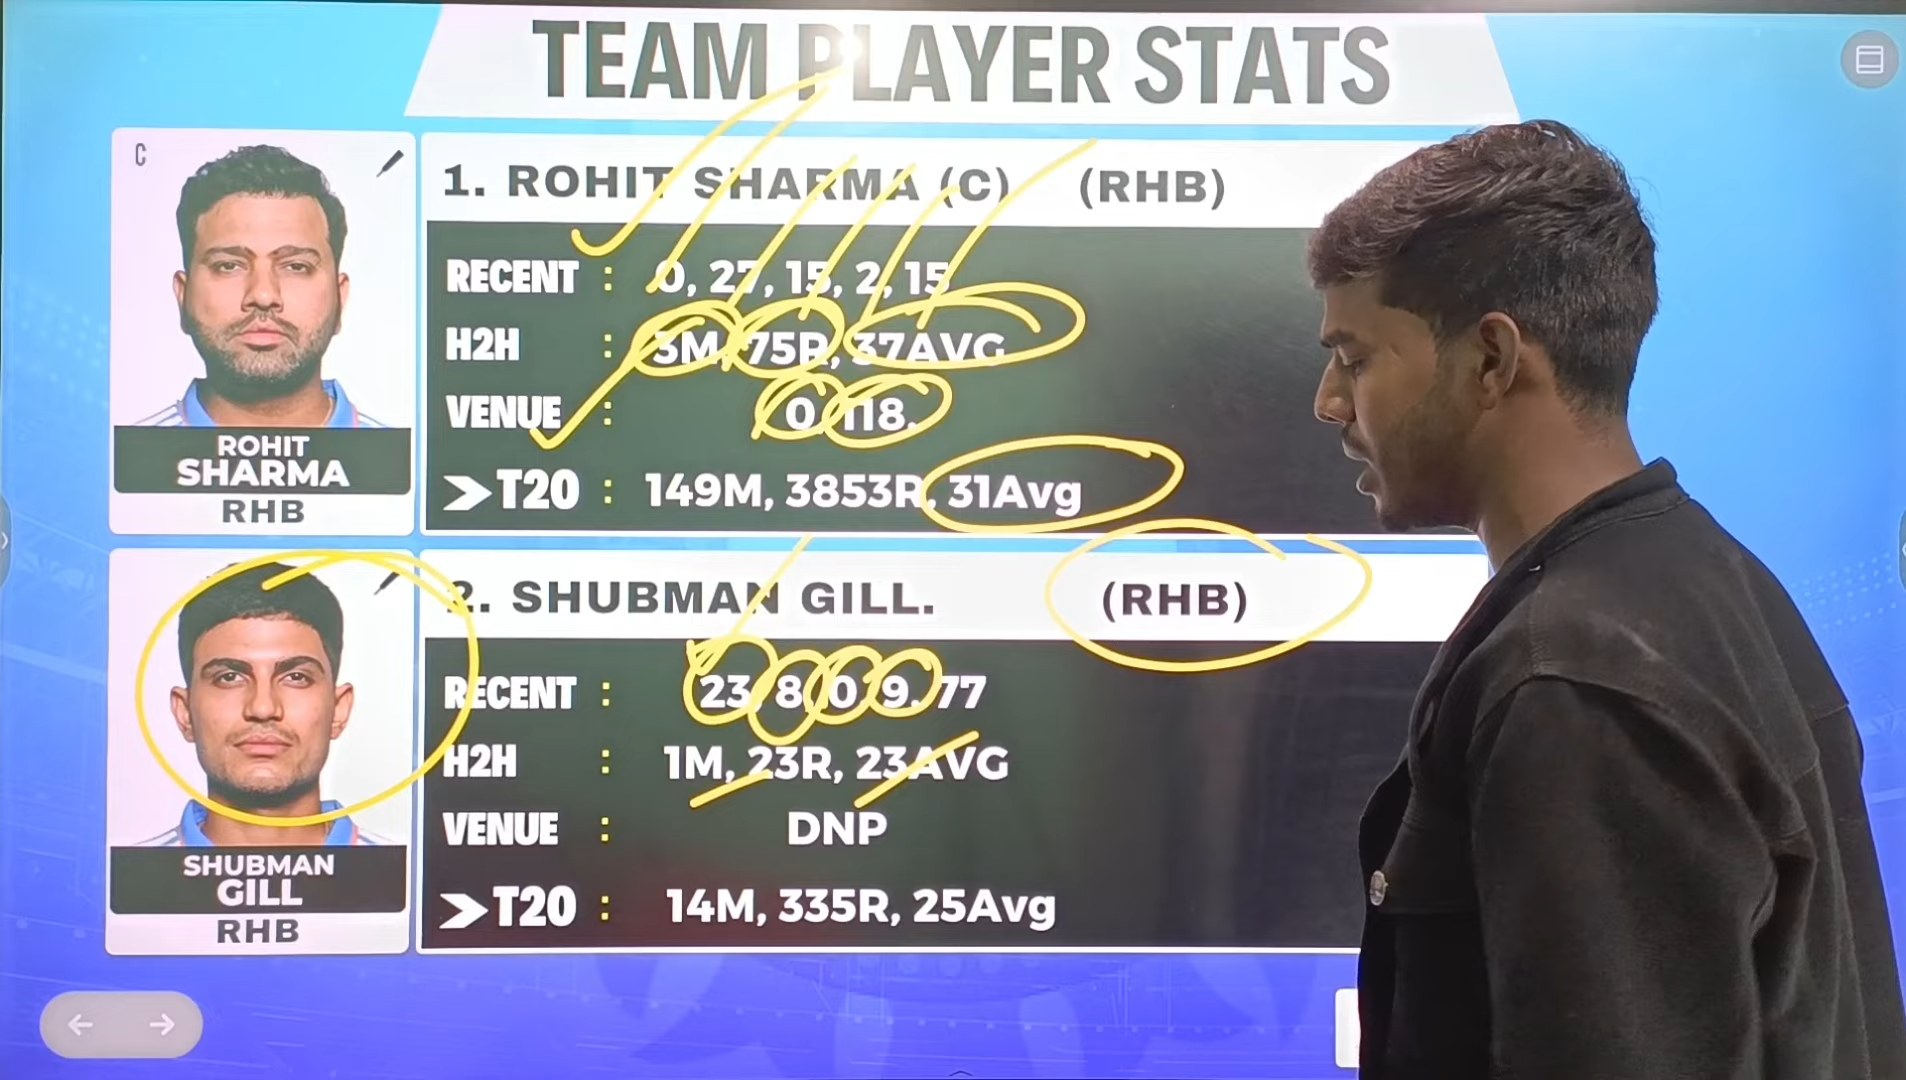 TEAM PLAYER STATS
C
1. ROHIT SHARMA (C) (RHB)
RECENT : 0, 27, 15, 2, 15
H2H : 3M, 75R, 37AVG
VENUE : 0, 118.
T20 : 149M, 3853R, 31Avg
ROHIT
SHARMA
RHB
2. SHUBMAN GILL. (RHB)
RECENT : 23, 8, 0, 9, 77
H2H : 1M, 23R, 23AVG
VENUE : DNP
T20 : 14M, 335R, 25Avg
SHUBMAN
GILL
RHB